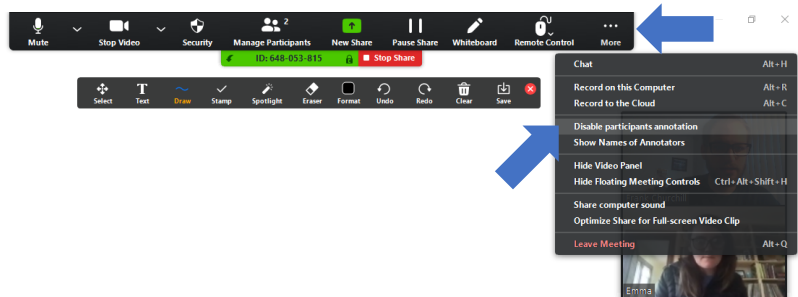 2
Mute Stop Video Security Manage Participants New Share Pause Share Whiteboard Remote Control More
ID: 648-053-815 Stop Share
Select Text Draw Stamp Spotlight Eraser Format Undo Redo Clear Save
Chat Alt+H
Record on this Computer Alt+R
Record to the Cloud Alt+C
Disable participants annotation
Show Names of Annotators
Hide Video Panel
Hide Floating Meeting Controls Ctrl+Alt+Shift+H
Share computer sound
Optimize Share for Full-screen Video Clip
Leave Meeting Alt+Q
Emma